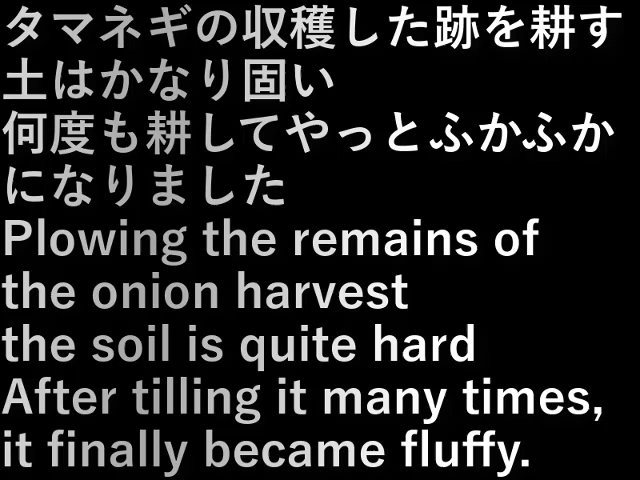 タマネギの収穫した跡を耕す
土はかなり固い
何度も耕してやっとふかふか
になりました
Plowing the remains of
the onion harvest
the soil is quite hard
After tilling it many times,
it finally became fluffy.